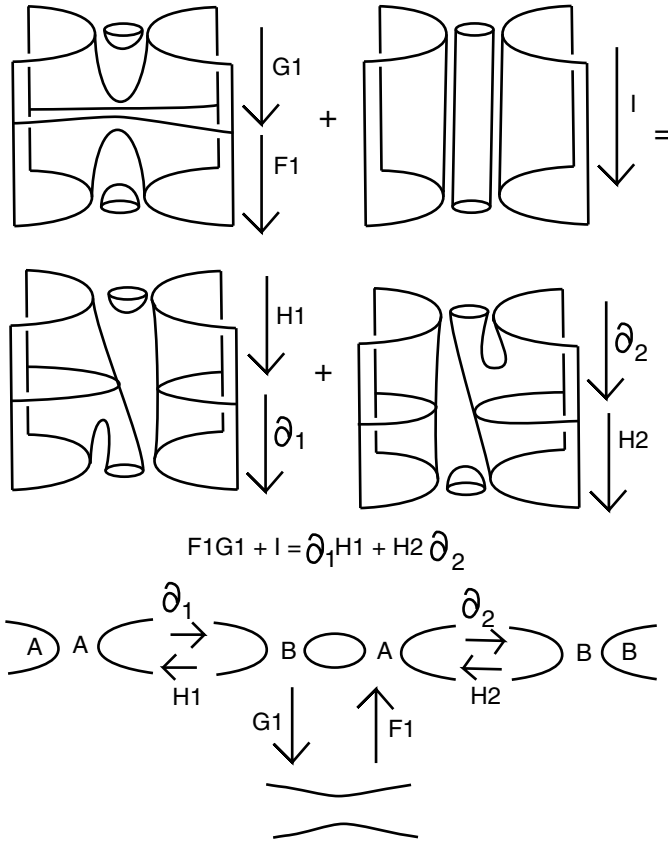 G1
+
I
=
F1
H1
+
∂2
∂1
H2
F1G1 + I = ∂1H1 + H2 ∂2
∂1 ∂2
A A B A B B
H1 H2
G1 F1